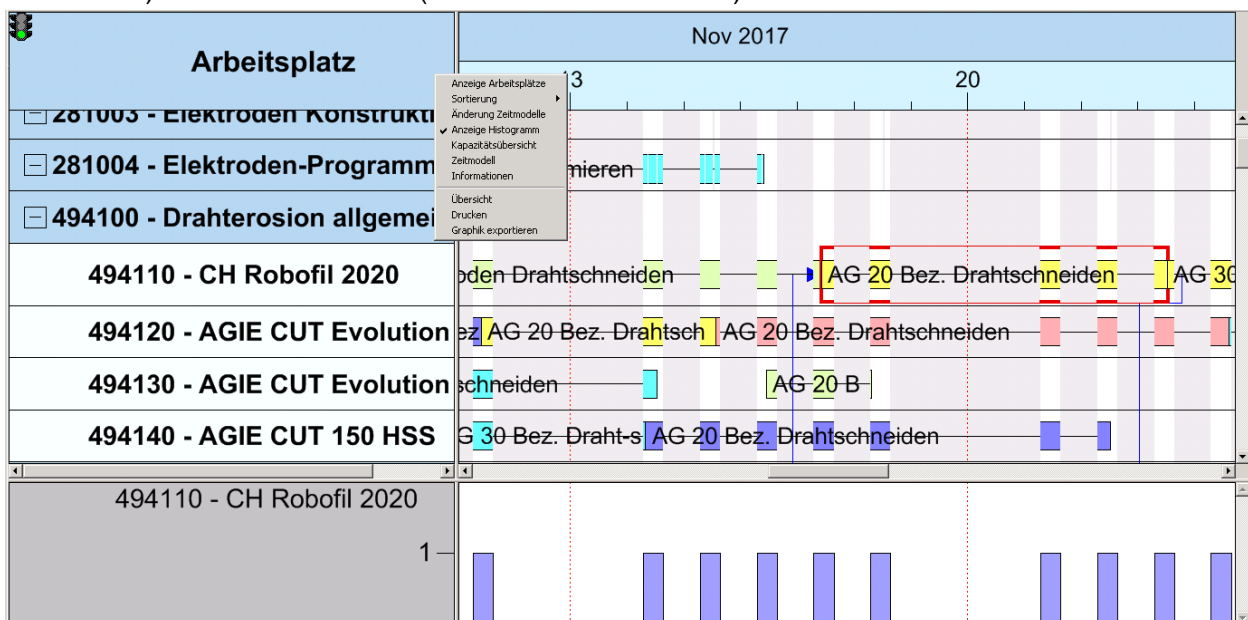 Nov 2017
Arbeitsplatz
13
20
Anzeige Arbeitsplätze
Sortierung
Änderung Zeitmodelle
Anzeige Histogramm
Kapazitätsübersicht
Zeitmodell
Informationen
Übersicht
Drucken
Graphik exportieren
281003 - Elektroden Konstrukti
281004 - Elektroden-Programm
mieren
494100 - Drahterosion allgemei
494110 - CH Robofil 2020
oden Drahtschneiden
AG 20 Bez. Drahtschneiden
AG 30
494120 - AGIE CUT Evolution
ez
AG 20 Bez. Drahtsch
AG 20 Bez. Drahtschneiden
494130 - AGIE CUT Evolution
schneiden
AG 20 B
494140 - AGIE CUT 150 HSS
G 30 Bez. Draht-s
AG 20 Bez. Drahtschneiden
494110 - CH Robofil 2020
1